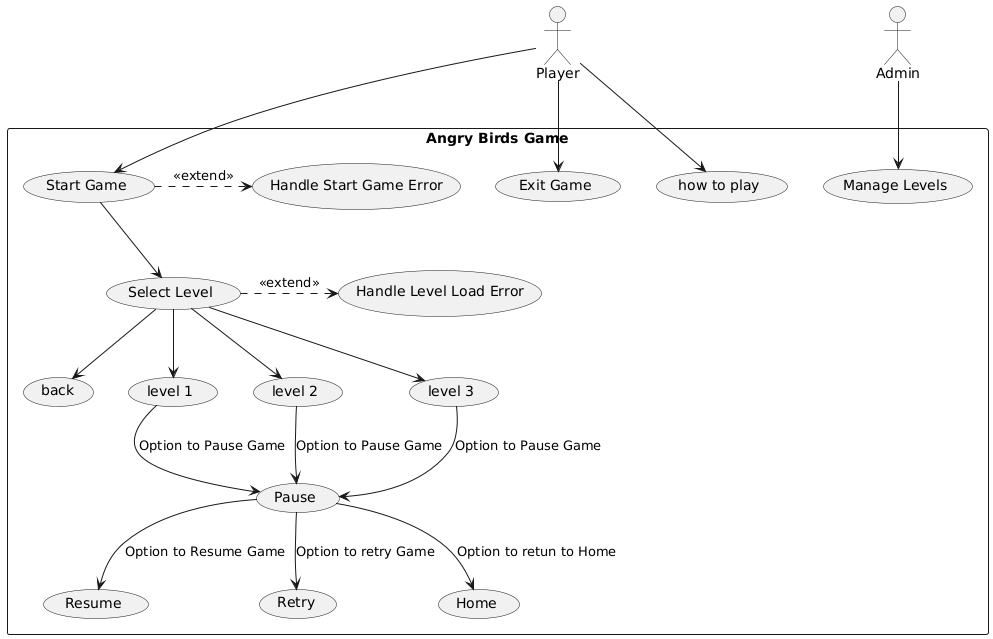 Player
Admin
Angry Birds Game
Start Game
«extend»
Handle Start Game Error
Exit Game
how to play
Manage Levels
Select Level
«extend»
Handle Level Load Error
back
level 1
level 2
level 3
Option to Pause Game
Option to Pause Game
Option to Pause Game
Pause
Option to Resume Game
Option to retry Game
Option to retun to Home
Resume
Retry
Home